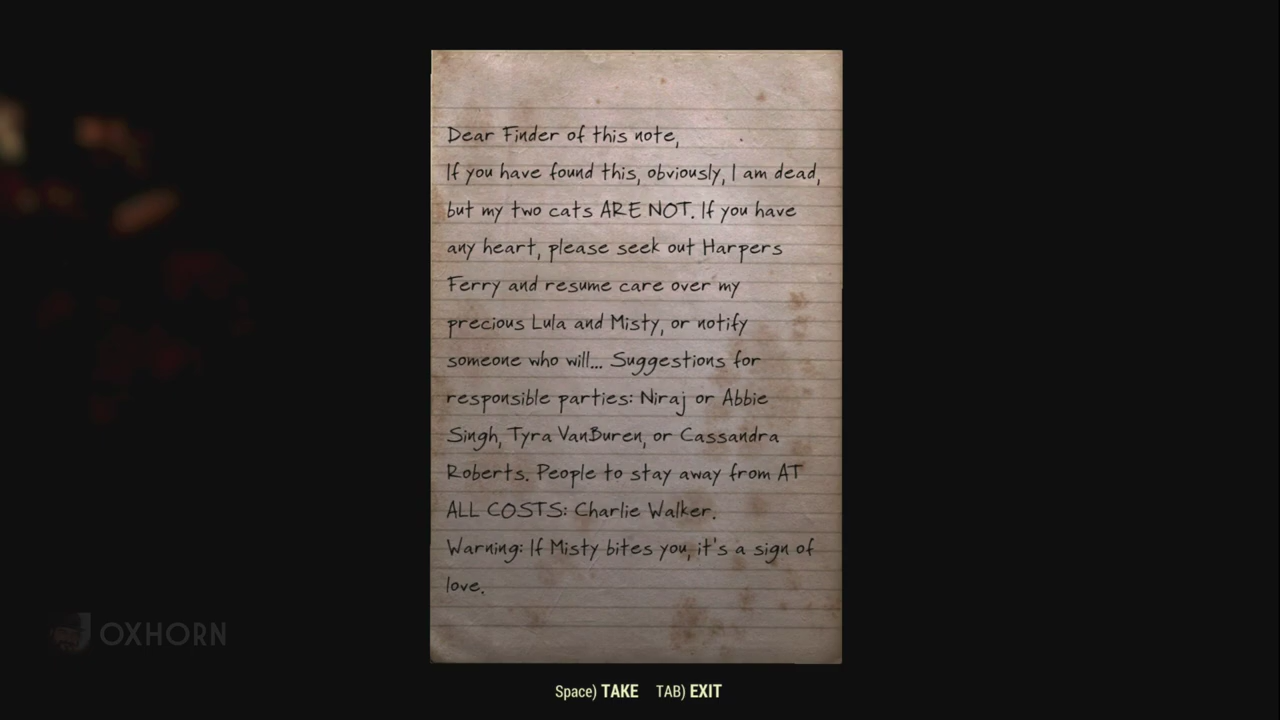 Dear Finder of this note,
If you have found this, obviously, I am dead,
but my two cats ARE NOT. If you have
any heart, please seek out Harpers
Ferry and resume care over my
precious Lula and Misty, or notify
someone who will... Suggestions for
responsible parties: Niraj or Abbie
Singh, Tyra VanBuren, or Cassandra
Roberts. People to stay away from AT
ALL COSTS: Charlie Walker.
Warning: If Misty bites you, it's a sign of
love.
OXHORN
Space) TAKE TAB) EXIT